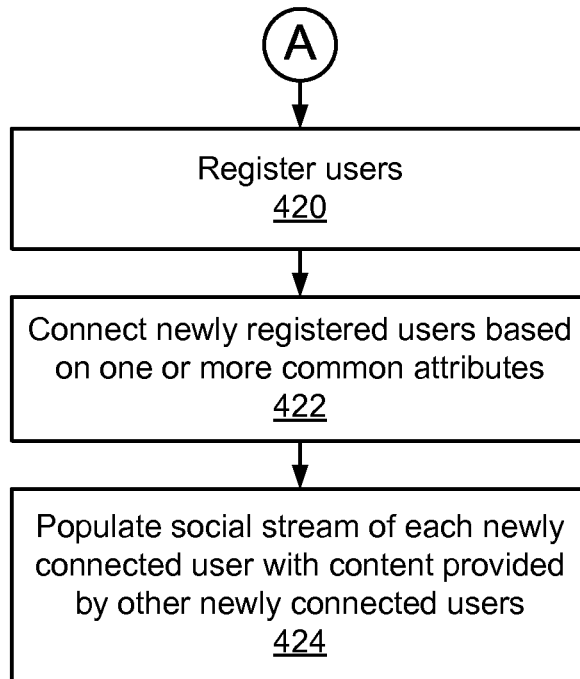 A
Register users
420
Connect newly registered users based
on one or more common attributes
422
Populate social stream of each newly
connected user with content provided
by other newly connected users
424